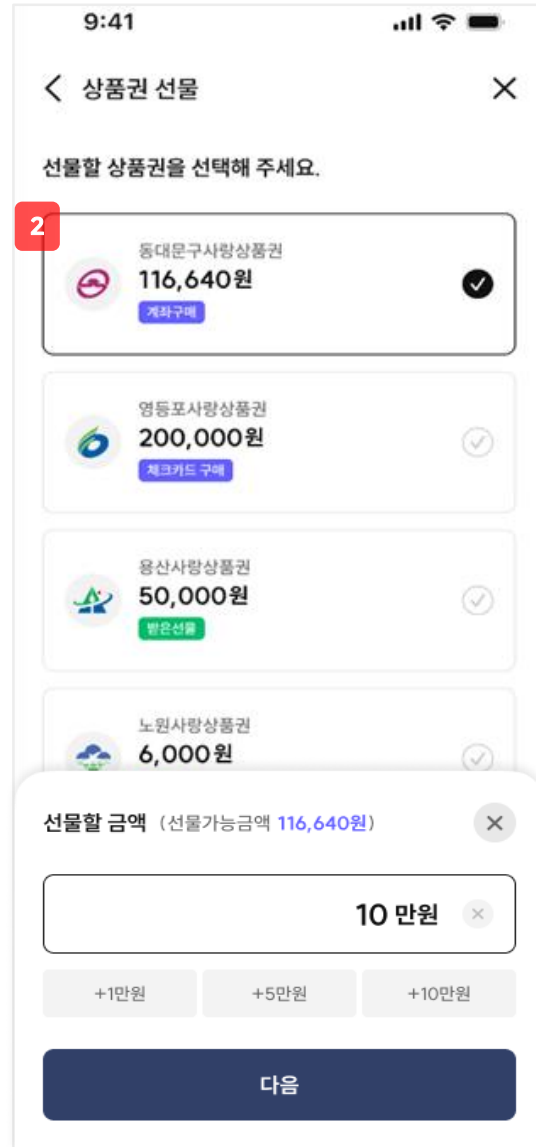 9:41
상품권 선물
선물할 상품권을 선택해 주세요.
2
동대문구사랑상품권
116,640원
계좌구매
영등포사랑상품권
200,000원
체크카드 구매
용산사랑상품권
50,000원
받은선물
노원사랑상품권
6,000원
선물할 금액 (선물가능금액 116,640원)
10 만원
+1만원 +5만원 +10만원
다음